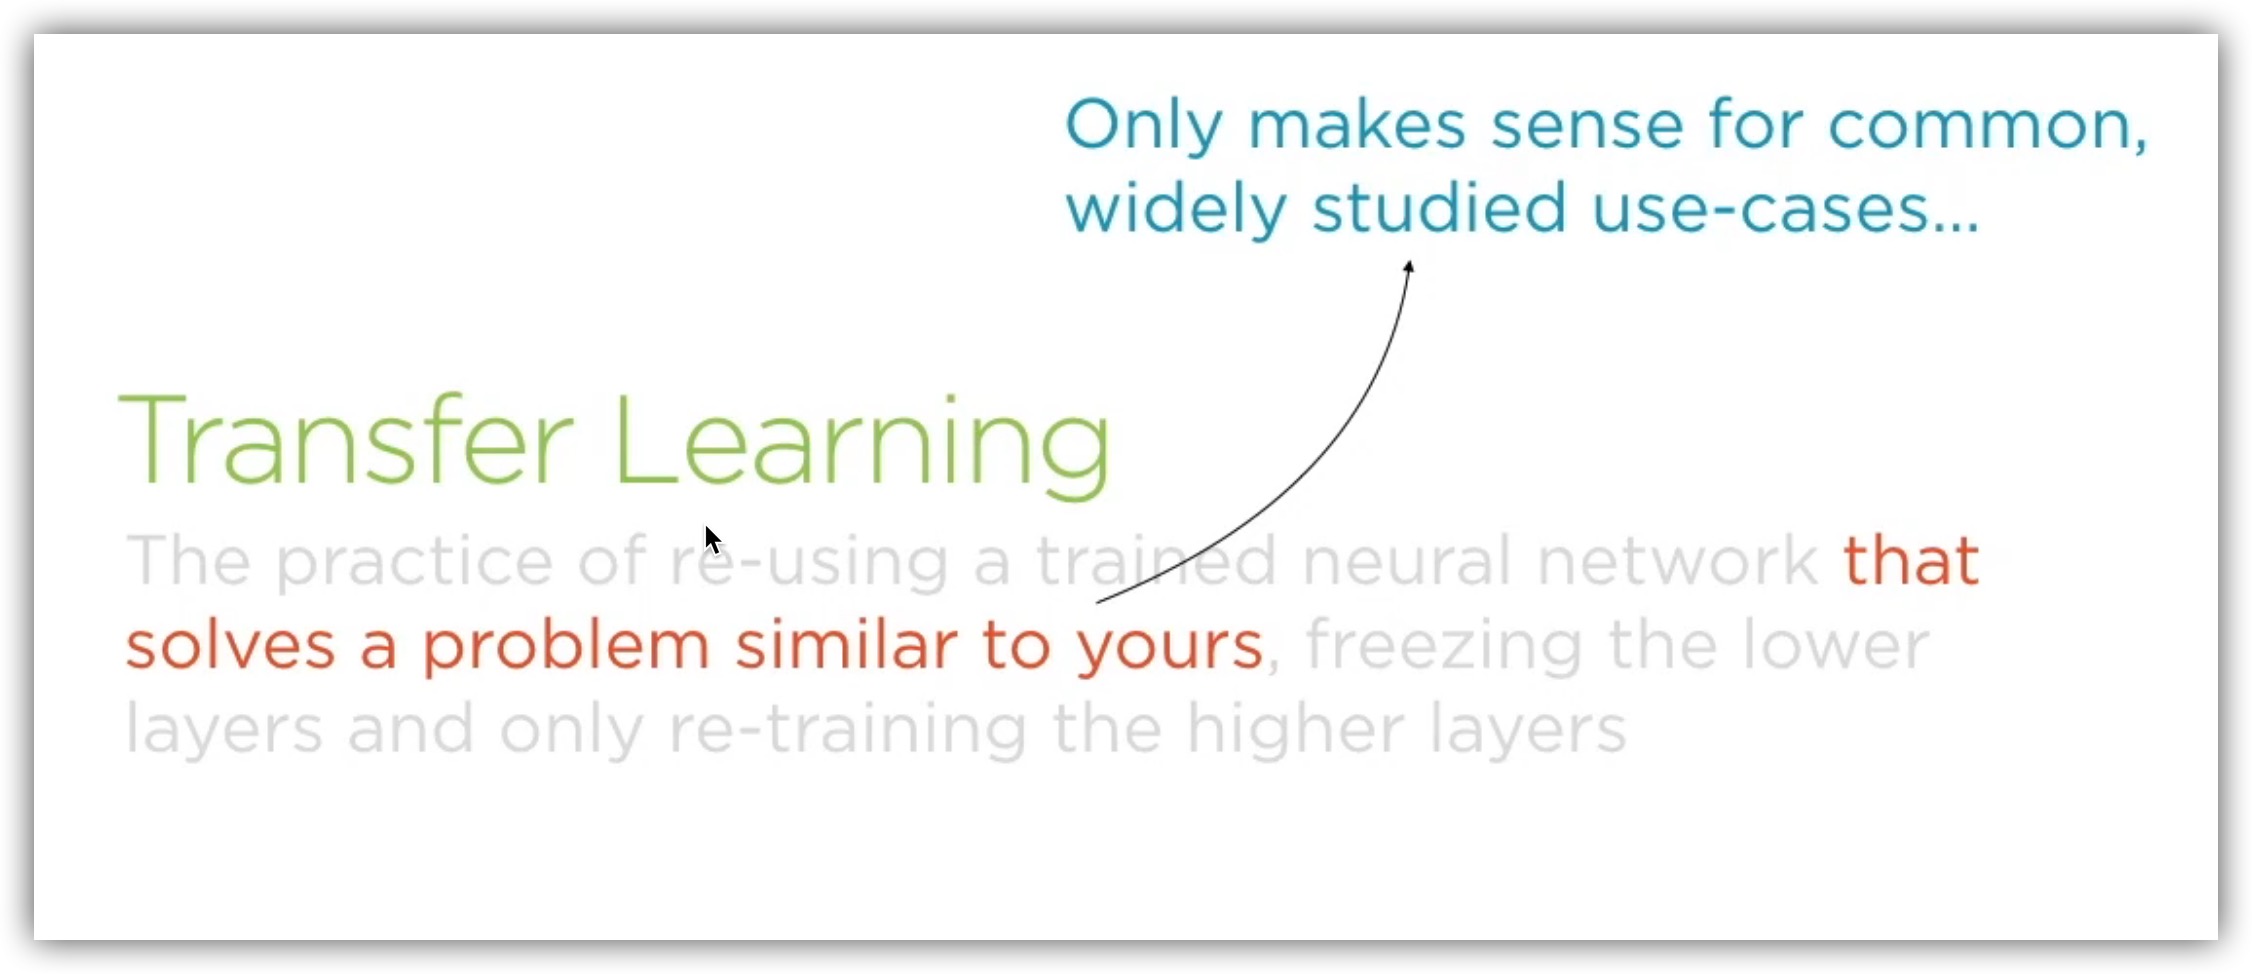 Only makes sense for common,
widely studied use-cases...
Transfer Learning
The practice of re-using a trained neural network that
solves a problem similar to yours, freezing the lower
layers and only re-training the higher layers